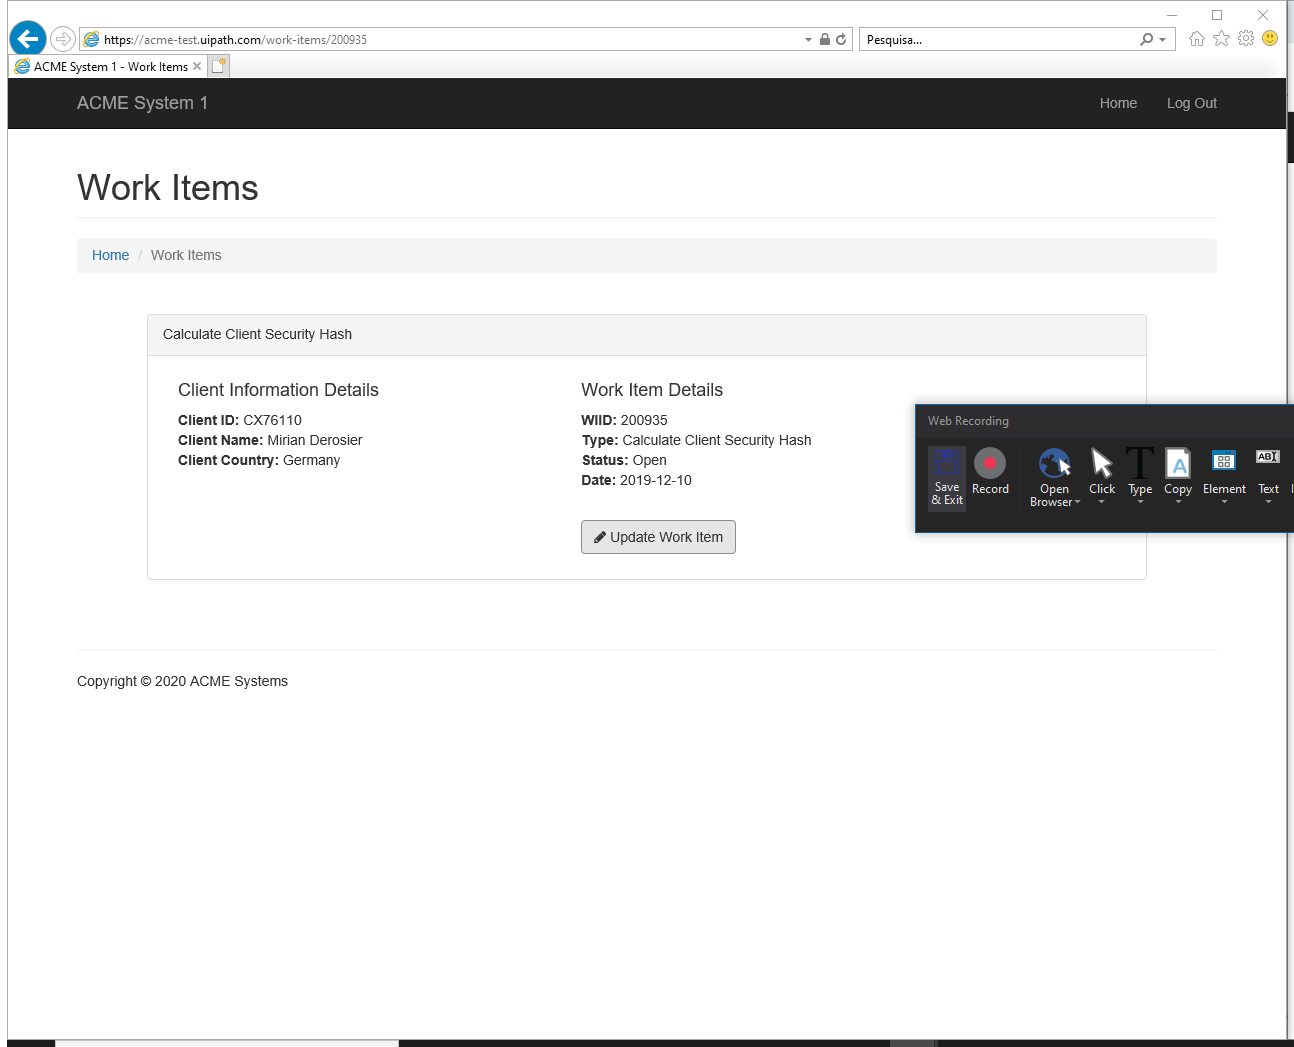 https://acme-test.uipath.com/work-items/200935
Pesquisa...
ACME System 1 - Work Items
ACME System 1
Home
Log Out
Work Items
Home / Work Items
Calculate Client Security Hash
Client Information Details
Client ID: CX76110
Client Name: Mirian Derosier
Client Country: Germany
Work Item Details
WIID: 200935
Type: Calculate Client Security Hash
Status: Open
Date: 2019-12-10
Update Work Item
Web Recording
Save & Exit
Record
Open Browser
Click
Type
Copy
Element
Text
Copyright © 2020 ACME Systems